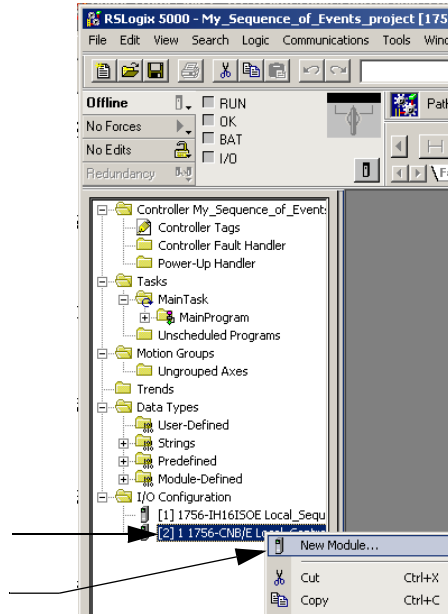 RSLogix 5000 - My_Sequence_of_Events_project [175
File Edit View Search Logic Communications Tools Wind
Offline RUN
No Forces OK
No Edits BAT
Redundancy I/O
Path
Controller My_Sequence_of_Events
Controller Tags
Controller Fault Handler
Power-Up Handler
Tasks
MainTask
MainProgram
Unscheduled Programs
Motion Groups
Ungrouped Axes
Trends
Data Types
User-Defined
Strings
Predefined
Module-Defined
I/O Configuration
[1] 1756-IH16ISOE Local_Sequ
[2] 1 1756-CNB/E Local_
New Module...
Cut Ctrl+X
Copy Ctrl+C